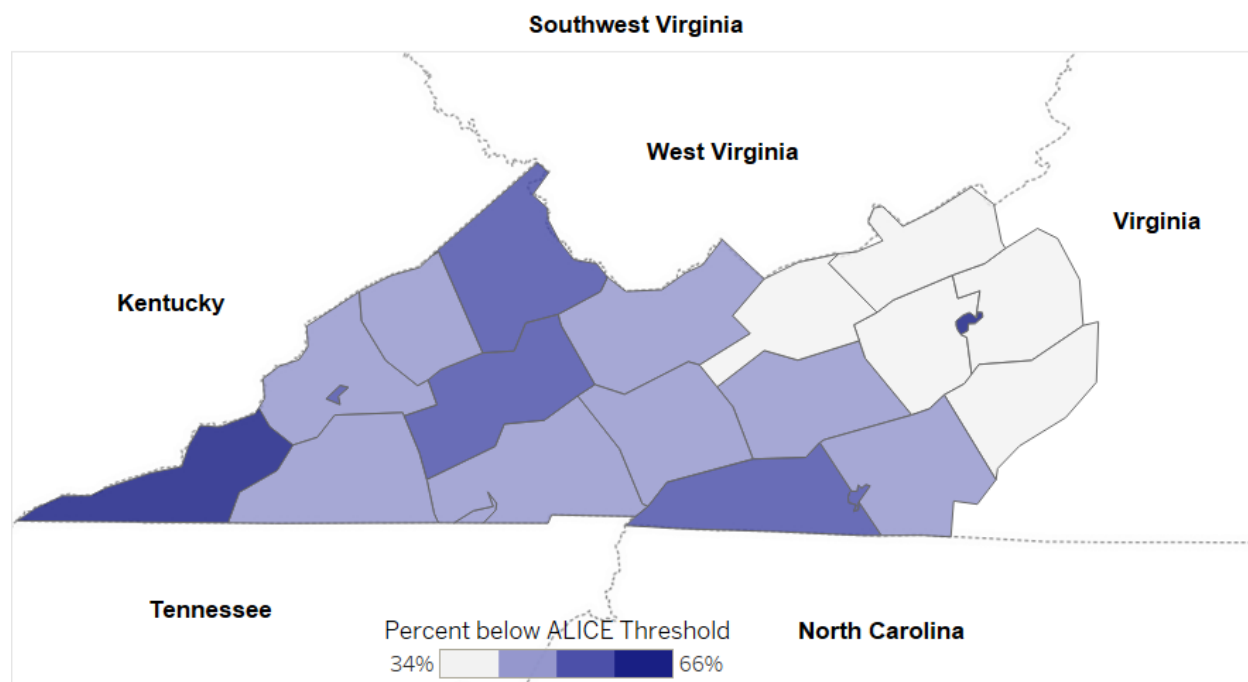 Southwest Virginia
West Virginia
Virginia
Kentucky
Tennessee
North Carolina
Percent below ALICE Threshold
34% 66%